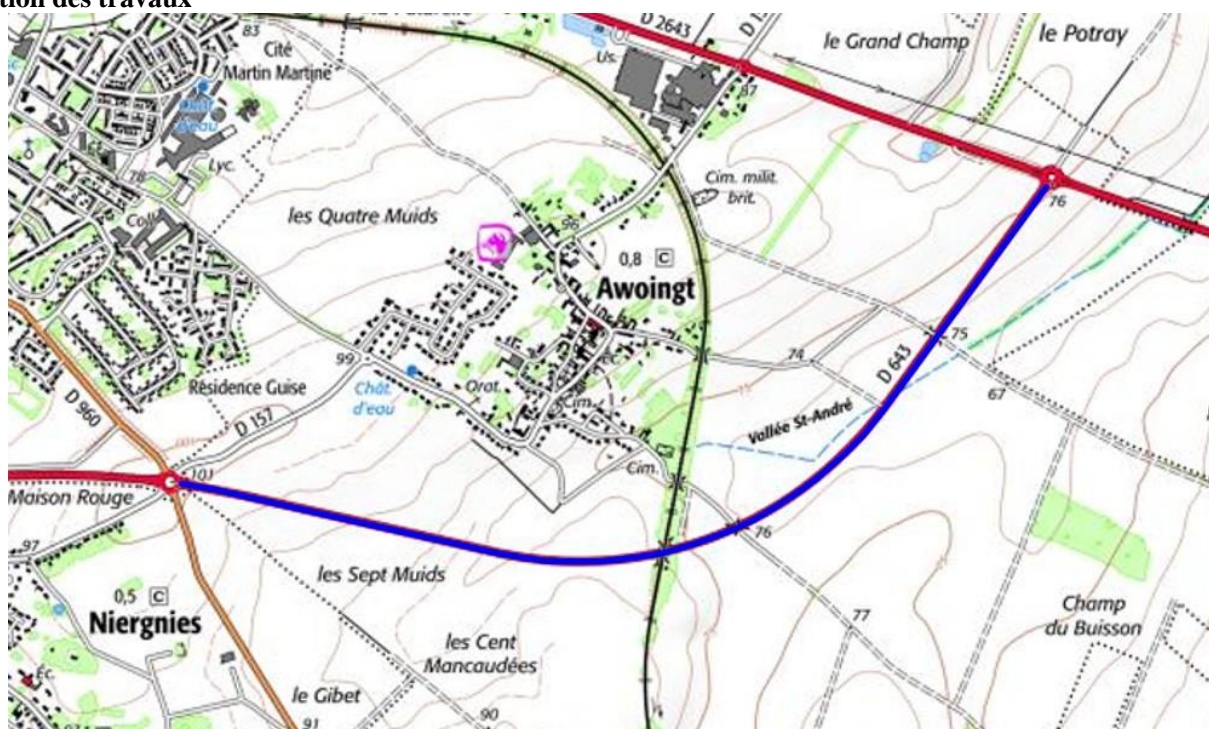 tion des travaux
83
Cité
Martin Martine
D 2643
Us.
97
le Grand Champ
le Potray
Lyc.
78
Coll.
les Quatre Muids
96
Cim. milit.
brit.
76
0,8 C
Awoingt
75
74
D 643
67
99
Résidence Guise
Chât.
d'eau
Orat.
Cim.
D 960
D 157
Vallée St-André
Cim.
101
Maison Rouge
76
97
les Sept Muids
0,5 C
Niergnies
77
Champ
du Buisson
les Cent
Mancaudées
Éc.
le Gibet
91
90